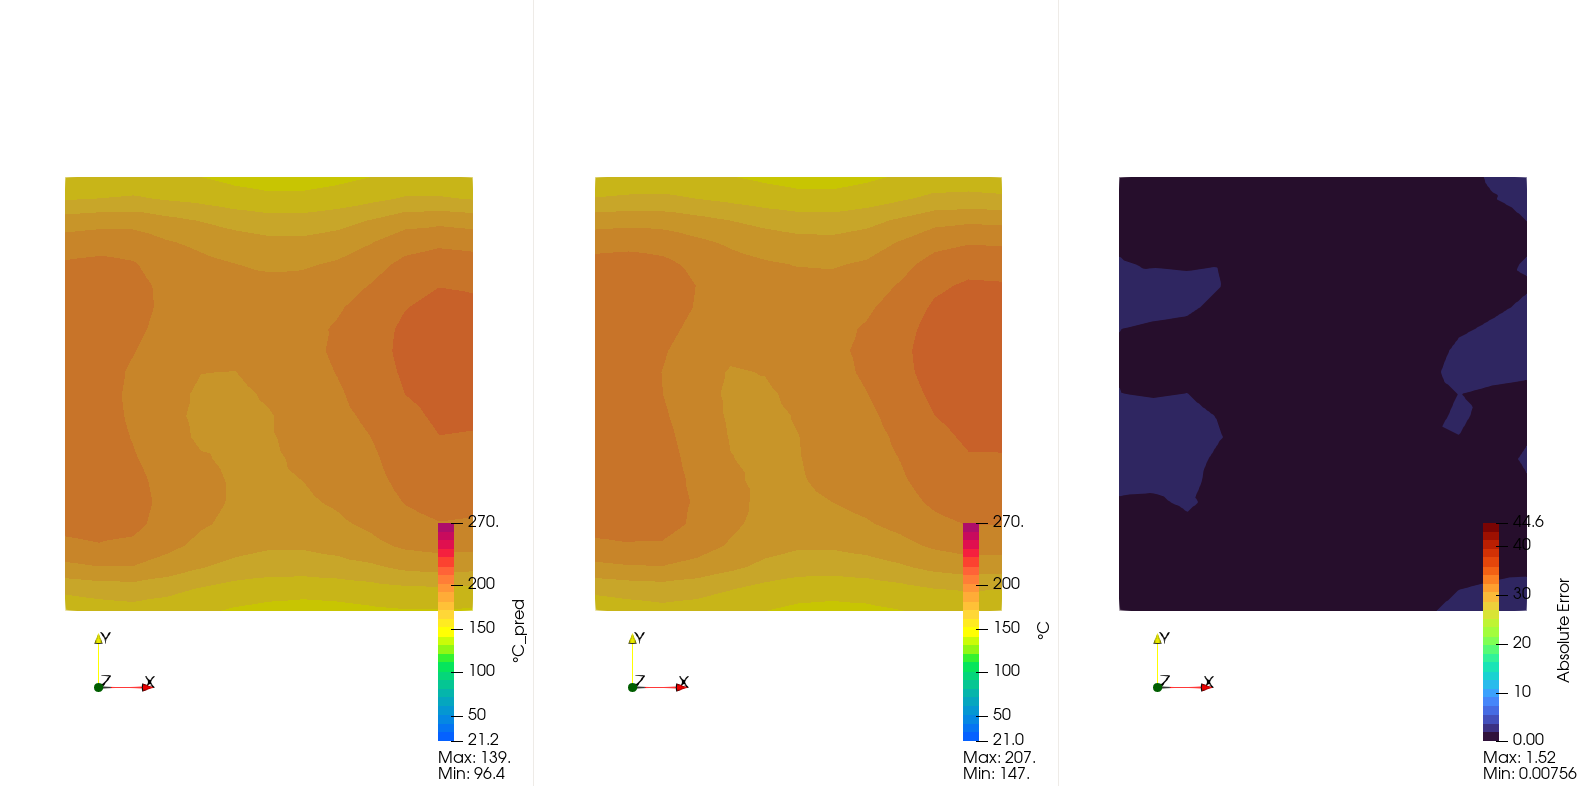 270.
200
150
100
50
21.2
°C_pred
Max: 139.
Min: 96.4
Y
Z
X
270.
200
150
100
50
21.0
°C
Max: 207.
Min: 147.
Y
Z
X
44.6
40
30
20
10
0.00
Absolute Error
Max: 1.52
Min: 0.00756
Y
Z
X